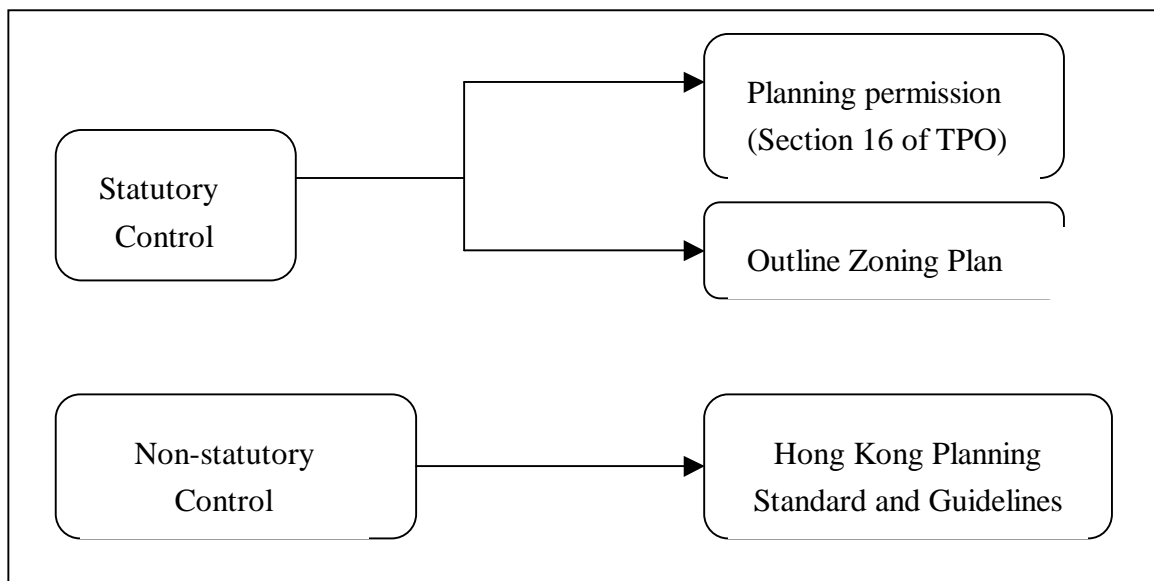 Planning permission
(Section 16 of TPO)
Statutory
Control
Outline Zoning Plan
Non-statutory
Control
Hong Kong Planning
Standard and Guidelines